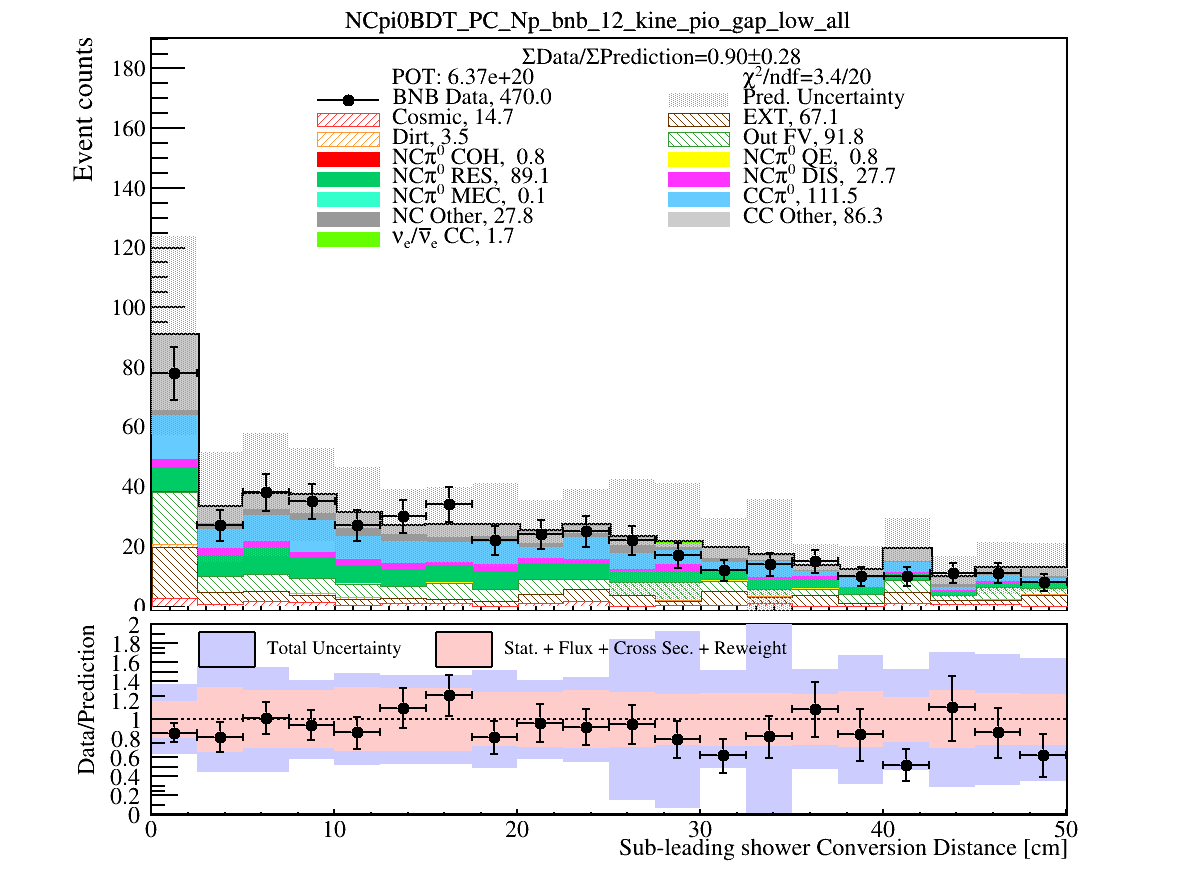 NCpi0BDT_PC_Np_bnb_12_kine_pio_gap_low_all
ΣData/ΣPrediction=0.90±0.28
POT: 6.37e+20
χ²/ndf=3.4/20
BNB Data, 470.0
Pred. Uncertainty
Cosmic, 14.7
EXT, 67.1
Dirt, 3.5
Out FV, 91.8
NCπ⁰ COH, 0.8
NCπ⁰ QE, 0.8
NCπ⁰ RES, 89.1
NCπ⁰ DIS, 27.7
NCπ⁰ MEC, 0.1
CCπ⁰, 111.5
NC Other, 27.8
CC Other, 86.3
νₑ/ν̅ₑ CC, 1.7
Event counts
180
160
140
120
100
80
60
40
20
0
Total Uncertainty
Stat. + Flux + Cross Sec. + Reweight
Data/Prediction
2
1.8
1.6
1.4
1.2
1
0.8
0.6
0.4
0.2
0
0 10 20 30 40 50
Sub-leading shower Conversion Distance [cm]